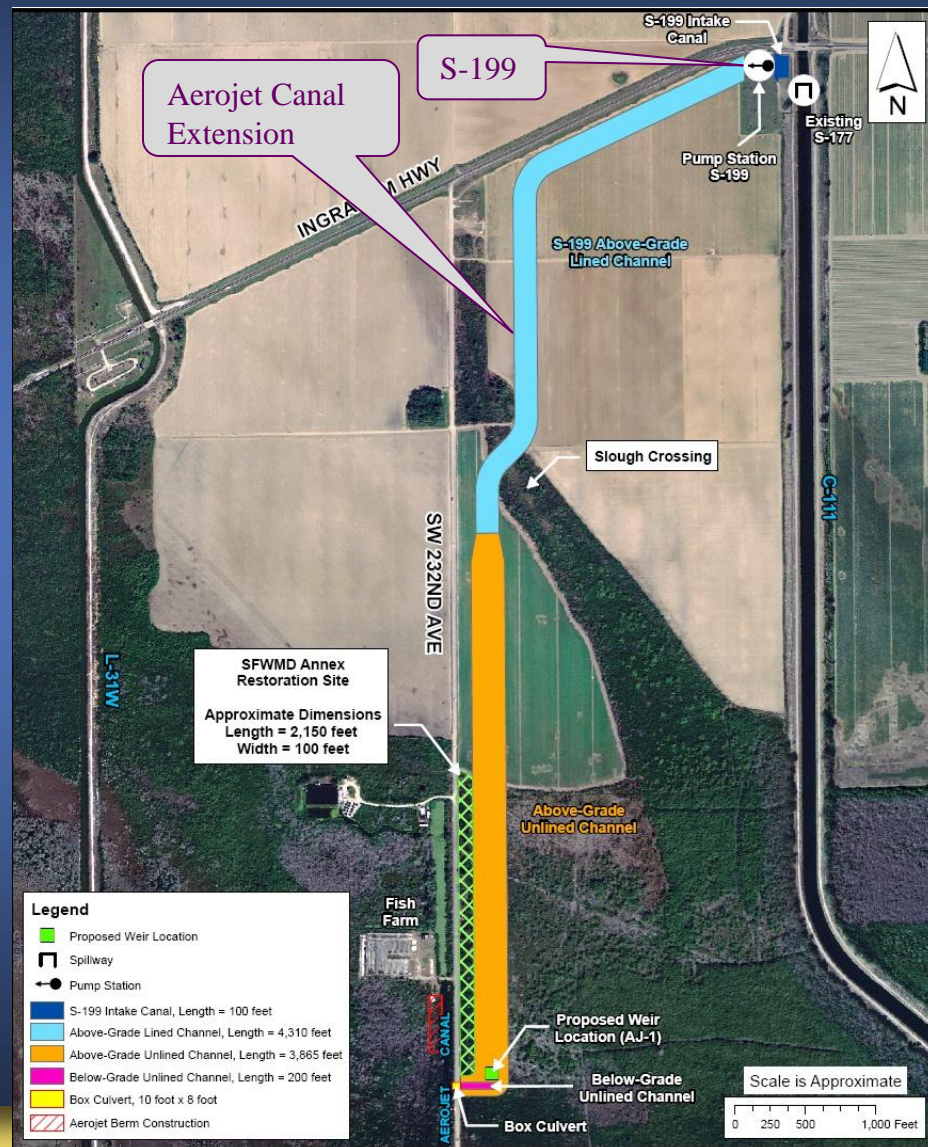 S-199 Intake
Canal
S-199
Aerojet Canal
Extension
N
Existing
S-177
Pump Station
S-199
INGRAHAM HWY
S-199 Above-Grade
Lined Channel
Slough Crossing
C-111
SW 232ND AVE
L-31W
SFWMD Annex
Restoration Site
Approximate Dimensions
Length = 2,150 feet
Width = 100 feet
Above-Grade
Unlined Channel
Fish
Farm
Legend
Proposed Weir Location
Spillway
Pump Station
S-199 Intake Canal, Length = 100 feet
Above-Grade Lined Channel, Length = 4,310 feet
Above-Grade Unlined Channel, Length = 3,865 feet
Below-Grade Unlined Channel, Length = 200 feet
Box Culvert, 10 foot x 8 foot
Aerojet Berm Construction
AEROJET CANAL
Proposed Weir
Location (AJ-1)
Below-Grade
Unlined Channel
Box Culvert
Scale is Approximate
0 250 500 1,000 Feet